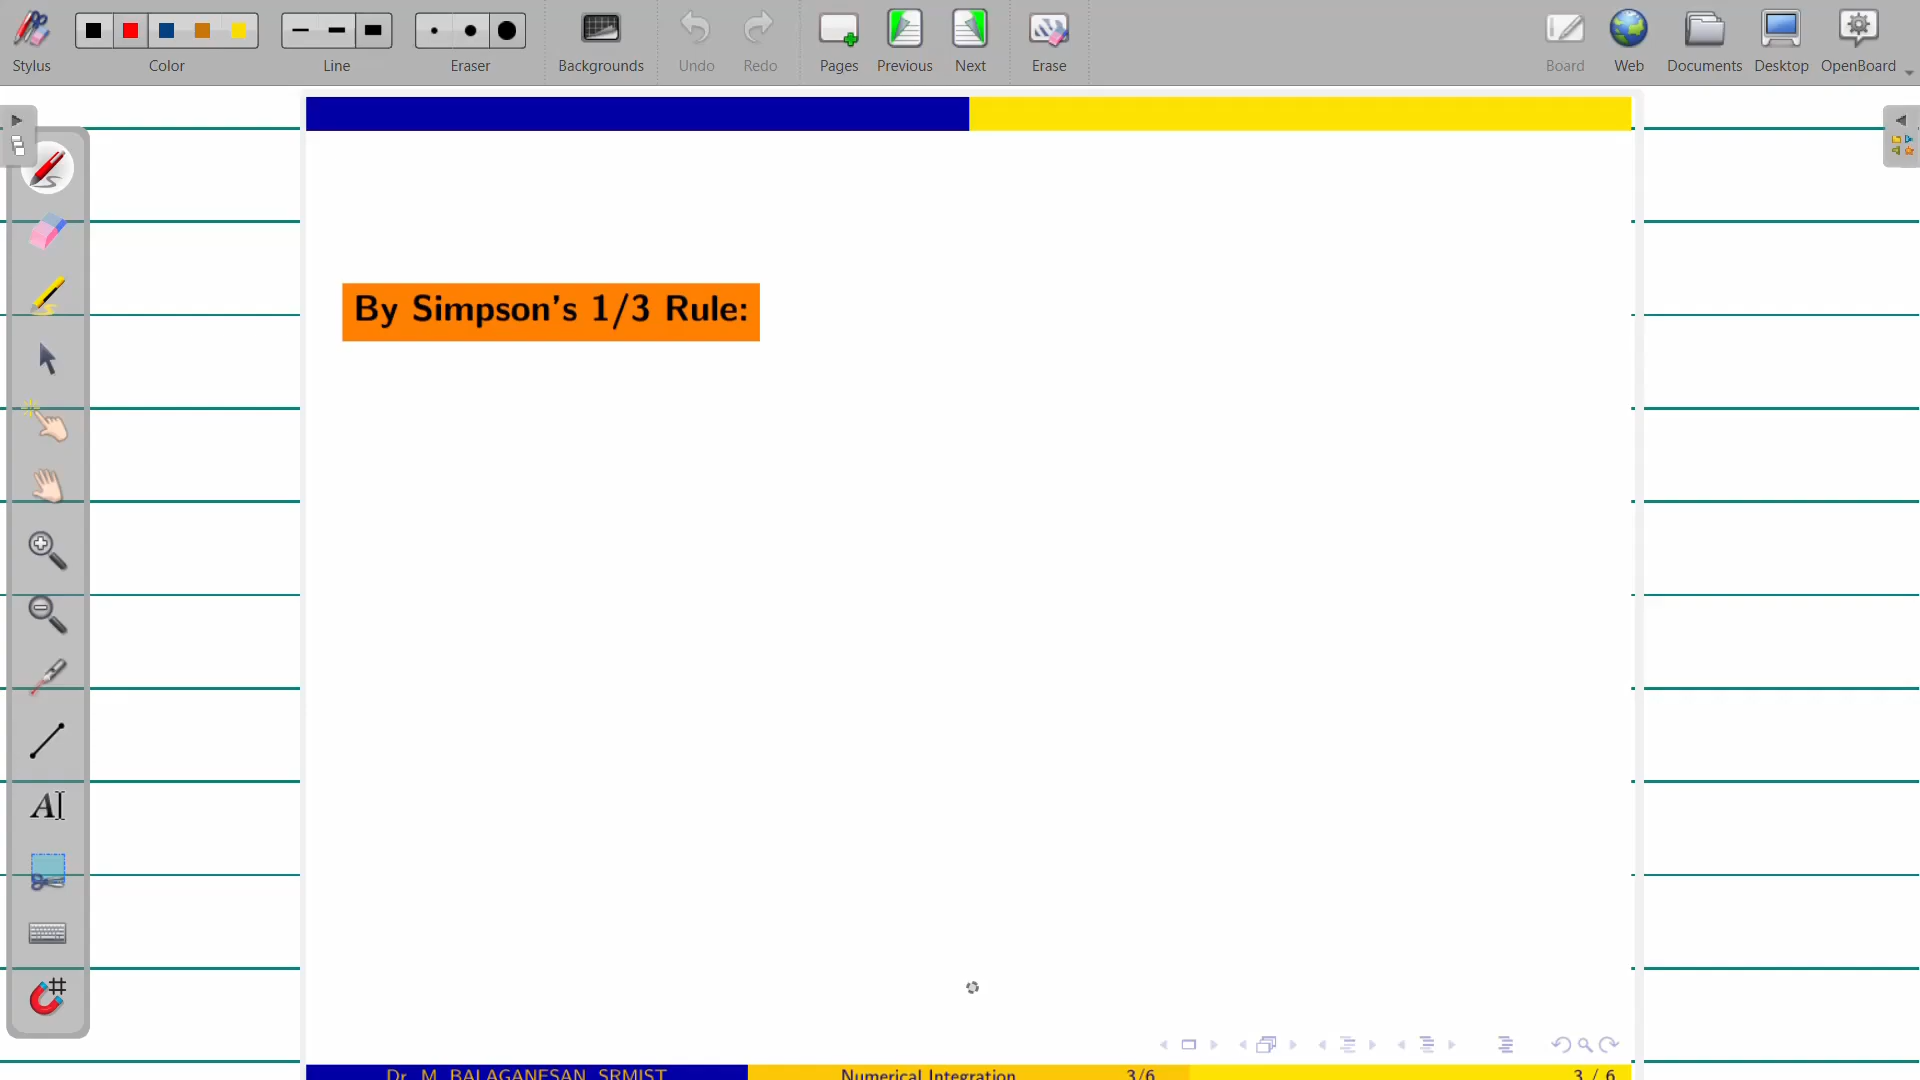 Stylus Color Line Eraser Backgrounds Undo Redo Pages Previous Next Erase Board Web Documents Desktop OpenBoard
By Simpson's 1/3 Rule:
Dr. M. BALAGANESAN, SRMIST Numerical Integration 3/6 3 / 6